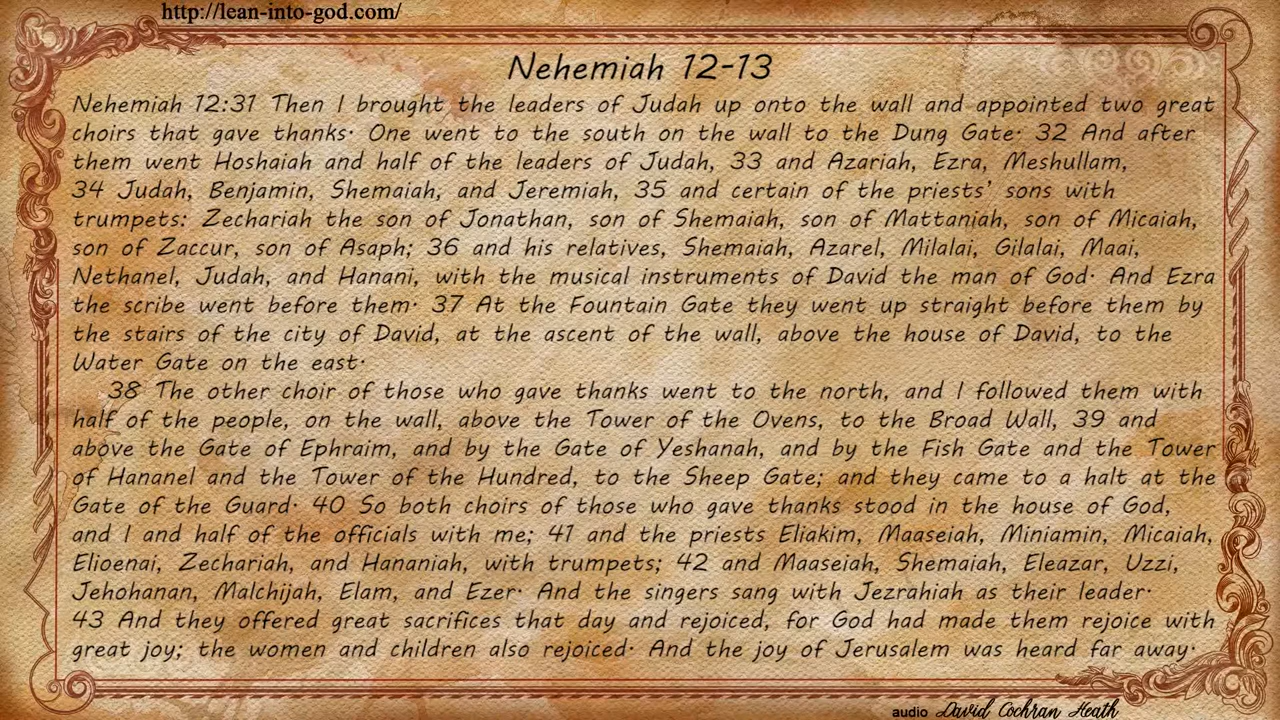 http://lean-into-god.com/
Nehemiah 12-13
Nehemiah 12:31 Then I brought the leaders of Judah up onto the wall and appointed two great
choirs that gave thanks. One went to the south on the wall to the Dung Gate. 32 And after
them went Hoshaiah and half of the leaders of Judah, 33 and Azariah, Ezra, Meshullam,
34 Judah, Benjamin, Shemaiah, and Jeremiah, 35 and certain of the priests' sons with
trumpets: Zechariah the son of Jonathan, son of Shemaiah, son of Mattaniah, son of Micaiah,
son of Zaccur, son of Asaph; 36 and his relatives, Shemaiah, Azarel, Milalai, Gilalai, Maai,
Nethanel, Judah, and Hanani, with the musical instruments of David the man of God. And Ezra
the scribe went before them. 37 At the Fountain Gate they went up straight before them by
the stairs of the city of David, at the ascent of the wall, above the house of David, to the
Water Gate on the east.
38 The other choir of those who gave thanks went to the north, and I followed them with
half of the people, on the wall, above the Tower of the Ovens, to the Broad Wall, 39 and
above the Gate of Ephraim, and by the Gate of Yeshanah, and by the Fish Gate and the Tower
of Hananel and the Tower of the Hundred, to the Sheep Gate; and they came to a halt at the
Gate of the Guard. 40 So both choirs of those who gave thanks stood in the house of God,
and I and half of the officials with me; 41 and the priests Eliakim, Maaseiah, Miniamin, Micaiah,
Elioenai, Zechariah, and Hananiah, with trumpets; 42 and Maaseiah, Shemaiah, Eleazar, Uzzi,
Jehohanan, Malchijah, Elam, and Ezer. And the singers sang with Jezrahiah as their leader.
43 And they offered great sacrifices that day and rejoiced, for God had made them rejoice with
great joy; the women and children also rejoiced. And the joy of Jerusalem was heard far away.
audio David Cochran Heath